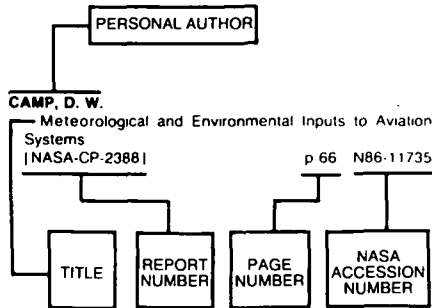 PERSONAL AUTHOR
CAMP, D. W.
Meteorological and Environmental Inputs to Aviation
Systems
|NASA-CP-2388| p 66 N86-11735
TITLE
REPORT
NUMBER
PAGE
NUMBER
NASA
ACCESSION
NUMBER